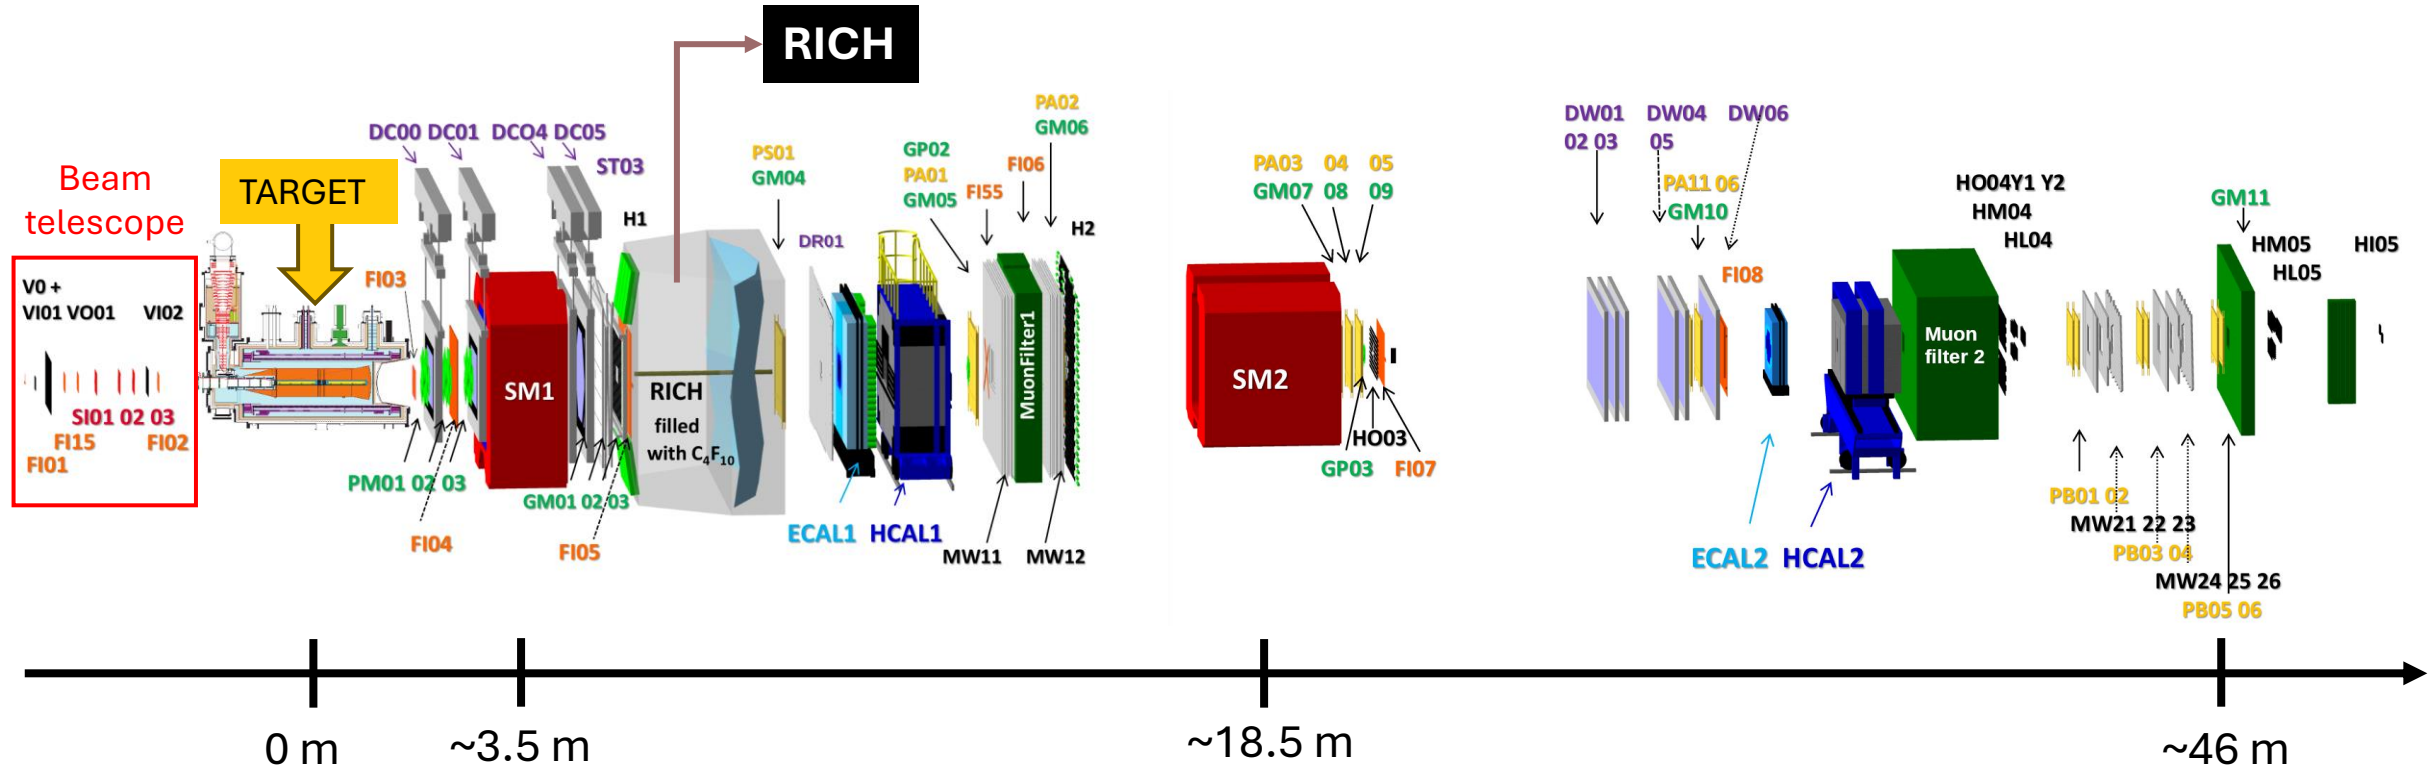 RICH
Beam
telescope
TARGET
V0 +
VI01 VO01 VI02
SI01 02 03
FI15
FI02
FI01
DC00 DC01 DCO4 DC05
ST03
H1
FI03
SM1
PM01 02 03
FI04
GM01 02 03
FI05
RICH
filled
with C₄F₁₀
PS01
GM04
DR01
ECAL1 HCAL1
GP02
PA01
GM05
FI55
FI06
PA02
GM06
H2
MuonFilter1
MW11 MW12
SM2
PA03 04 05
GM07 08 09
HO03
GP03 FI07
DW01
02 03
DW04
05
DW06
PA11 06
GM10
FI08
ECAL2 HCAL2
Muon
filter 2
HO04Y1 Y2
HM04
HL04
GM11
HM05
HL05
HI05
PB01 02
MW21 22 23
PB03 04
MW24 25 26
PB05 06
0 m
~3.5 m
~18.5 m
~46 m